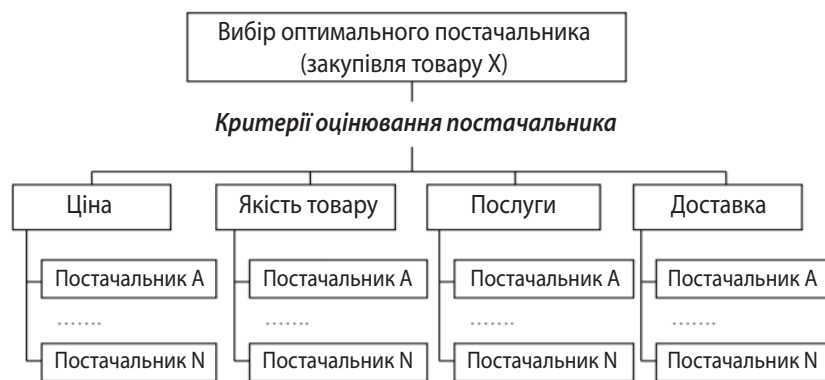 Вибір оптимального постачальника
(закупівля товару X)
Критерії оцінювання постачальника
Ціна
Якість товару
Послуги
Доставка
Постачальник А
Постачальник А
Постачальник А
Постачальник А
.......
.......
.......
.......
Постачальник N
Постачальник N
Постачальник N
Постачальник N